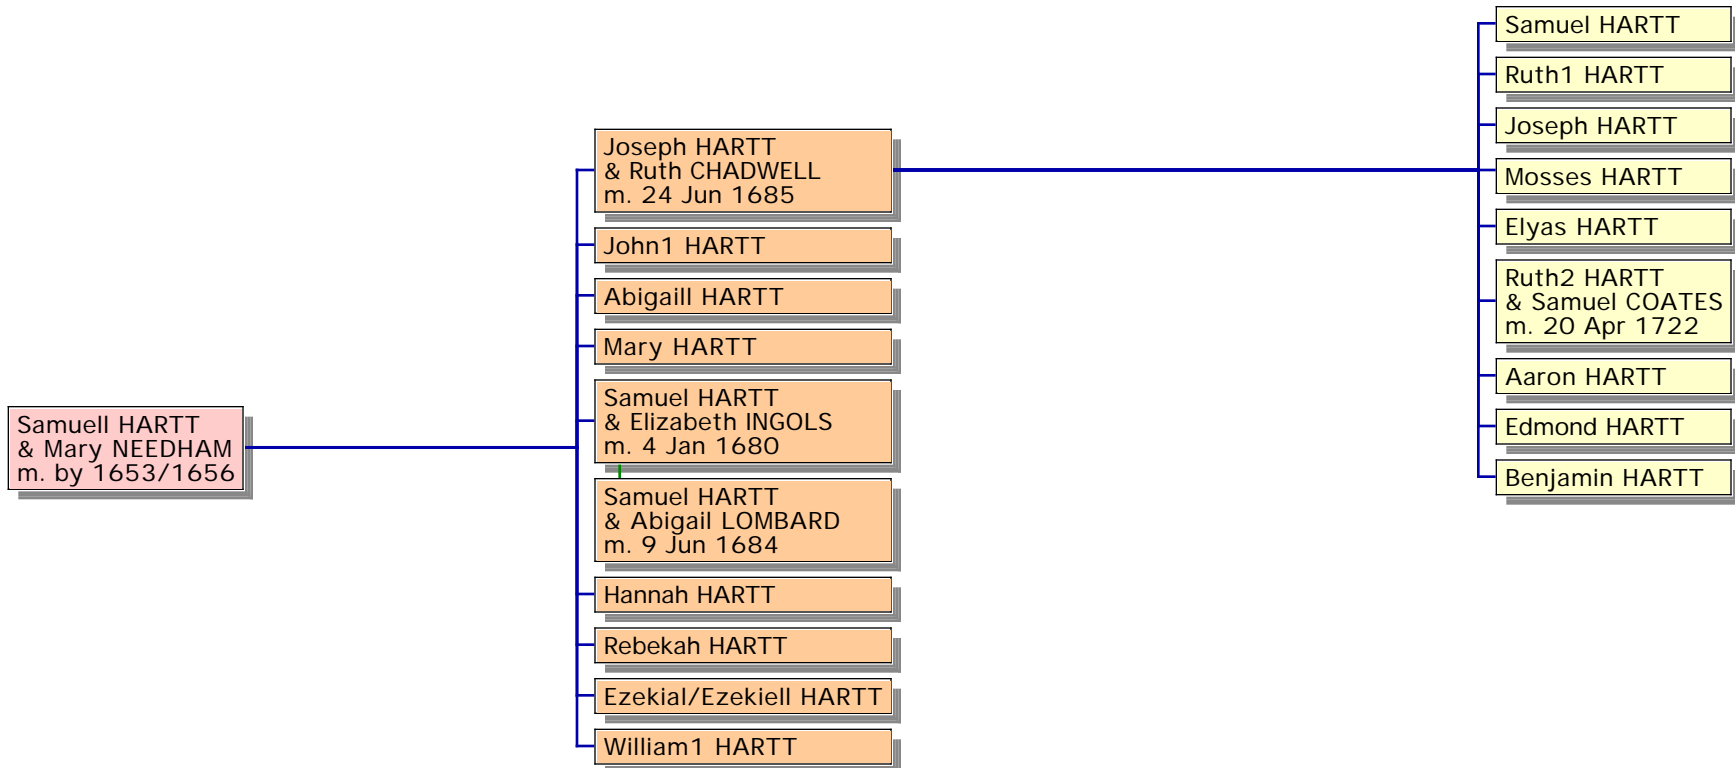 Samuell HARTT
& Mary NEEDHAM
m. by 1653/1656
Joseph HARTT
& Ruth CHADWELL
m. 24 Jun 1685
John1 HARTT
Abigaill HARTT
Mary HARTT
Samuel HARTT
& Elizabeth INGOLS
m. 4 Jan 1680
Samuel HARTT
& Abigail LOMBARD
m. 9 Jun 1684
Hannah HARTT
Rebekah HARTT
Ezekial/Ezekiell HARTT
William1 HARTT
Samuel HARTT
Ruth1 HARTT
Joseph HARTT
Mosses HARTT
Elyas HARTT
Ruth2 HARTT
& Samuel COATES
m. 20 Apr 1722
Aaron HARTT
Edmond HARTT
Benjamin HARTT